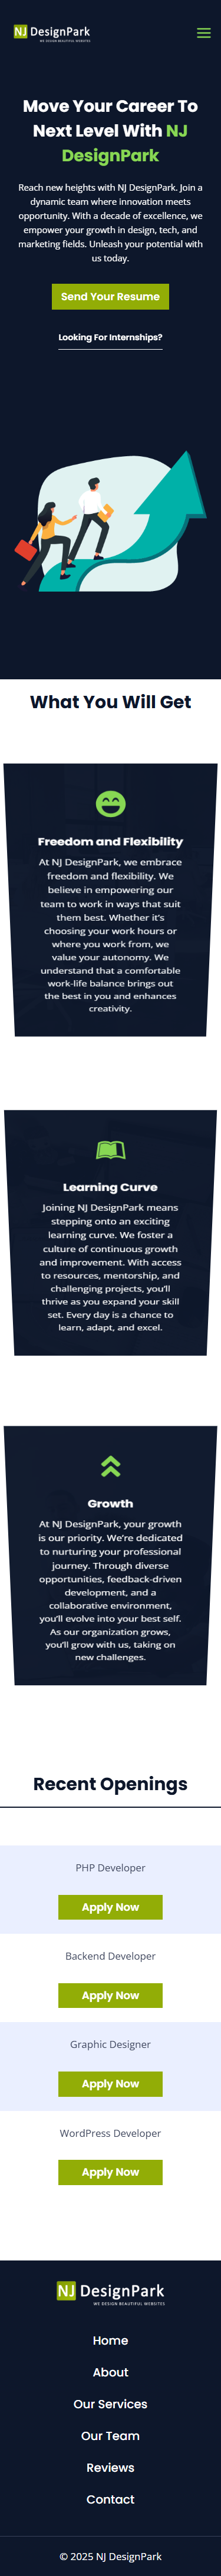 NJ DesignPark
WE DESIGN BEAUTIFUL WEBSITES
Move Your Career To
Next Level With NJ
DesignPark
Reach new heights with NJ DesignPark. Join a
dynamic team where innovation meets
opportunity. With a decade of excellence, we
empower your growth in design, tech, and
marketing fields. Unleash your potential with
us today.
Send Your Resume
Looking For Internships?
What You Will Get
Freedom and Flexibility
At NJ DesignPark, we embrace
freedom and flexibility. We
believe in empowering our
team to work in ways that suit
them best. Whether it's
choosing your work hours or
where you work from, we
value your autonomy. We
understand that a comfortable
work-life balance brings out
the best in you and enhances
creativity.
Learning Curve
Joining NJ DesignPark means
stepping onto an exciting
learning curve. We foster a
culture of continuous growth
and improvement. With access
to resources, mentorship, and
challenging projects, you'll
thrive as you expand your skill
set. Every day is a chance to
learn, adapt, and excel.
Growth
At NJ DesignPark, your growth
is our priority. We're dedicated
to nurturing your professional
journey. Through diverse
opportunities, feedback-driven
development, and a
collaborative environment,
you'll evolve into your best self.
As our organization grows,
you'll grow with us, taking on
new challenges.
Recent Openings
PHP Developer
Apply Now
Backend Developer
Apply Now
Graphic Designer
Apply Now
WordPress Developer
Apply Now
NJ DesignPark
WE DESIGN BEAUTIFUL WEBSITES
Home
About
Our Services
Our Team
Reviews
Contact
© 2025 NJ DesignPark